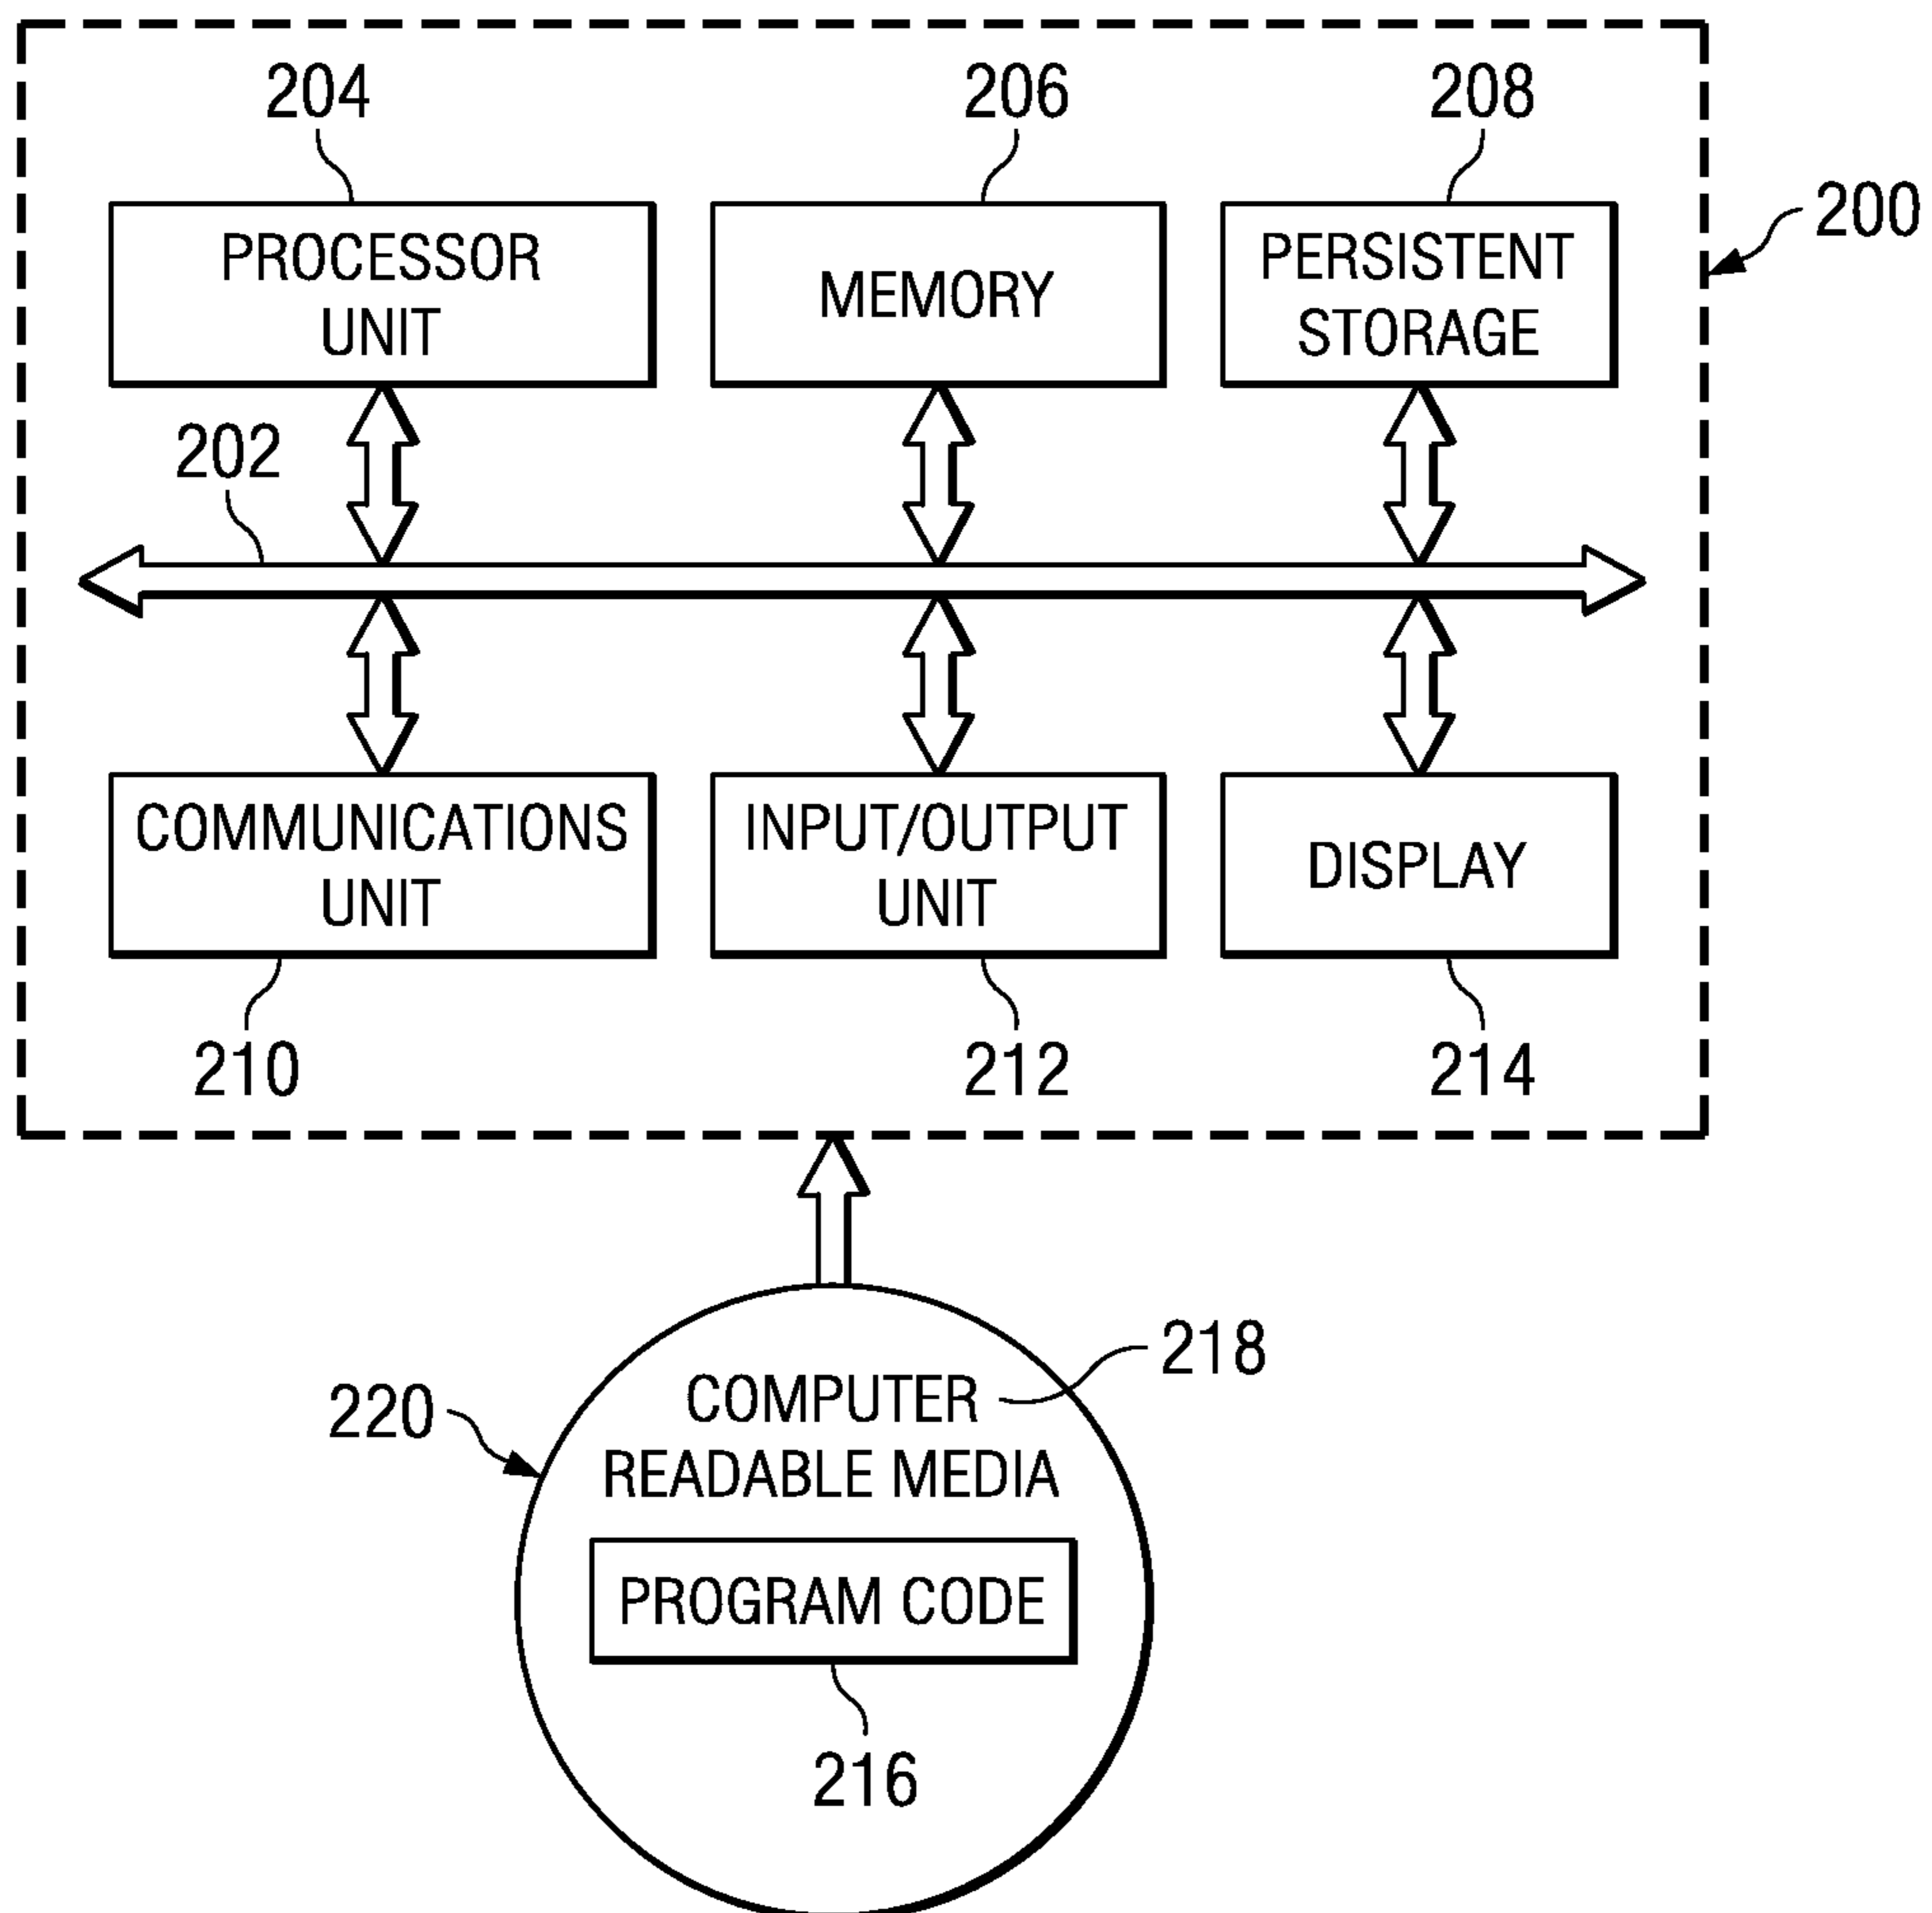 204
206
208
200
PROCESSOR
UNIT
MEMORY
PERSISTENT
STORAGE
202
COMMUNICATIONS
UNIT
INPUT/OUTPUT
UNIT
DISPLAY
210
212
214
218
220
COMPUTER
READABLE MEDIA
PROGRAM CODE
216